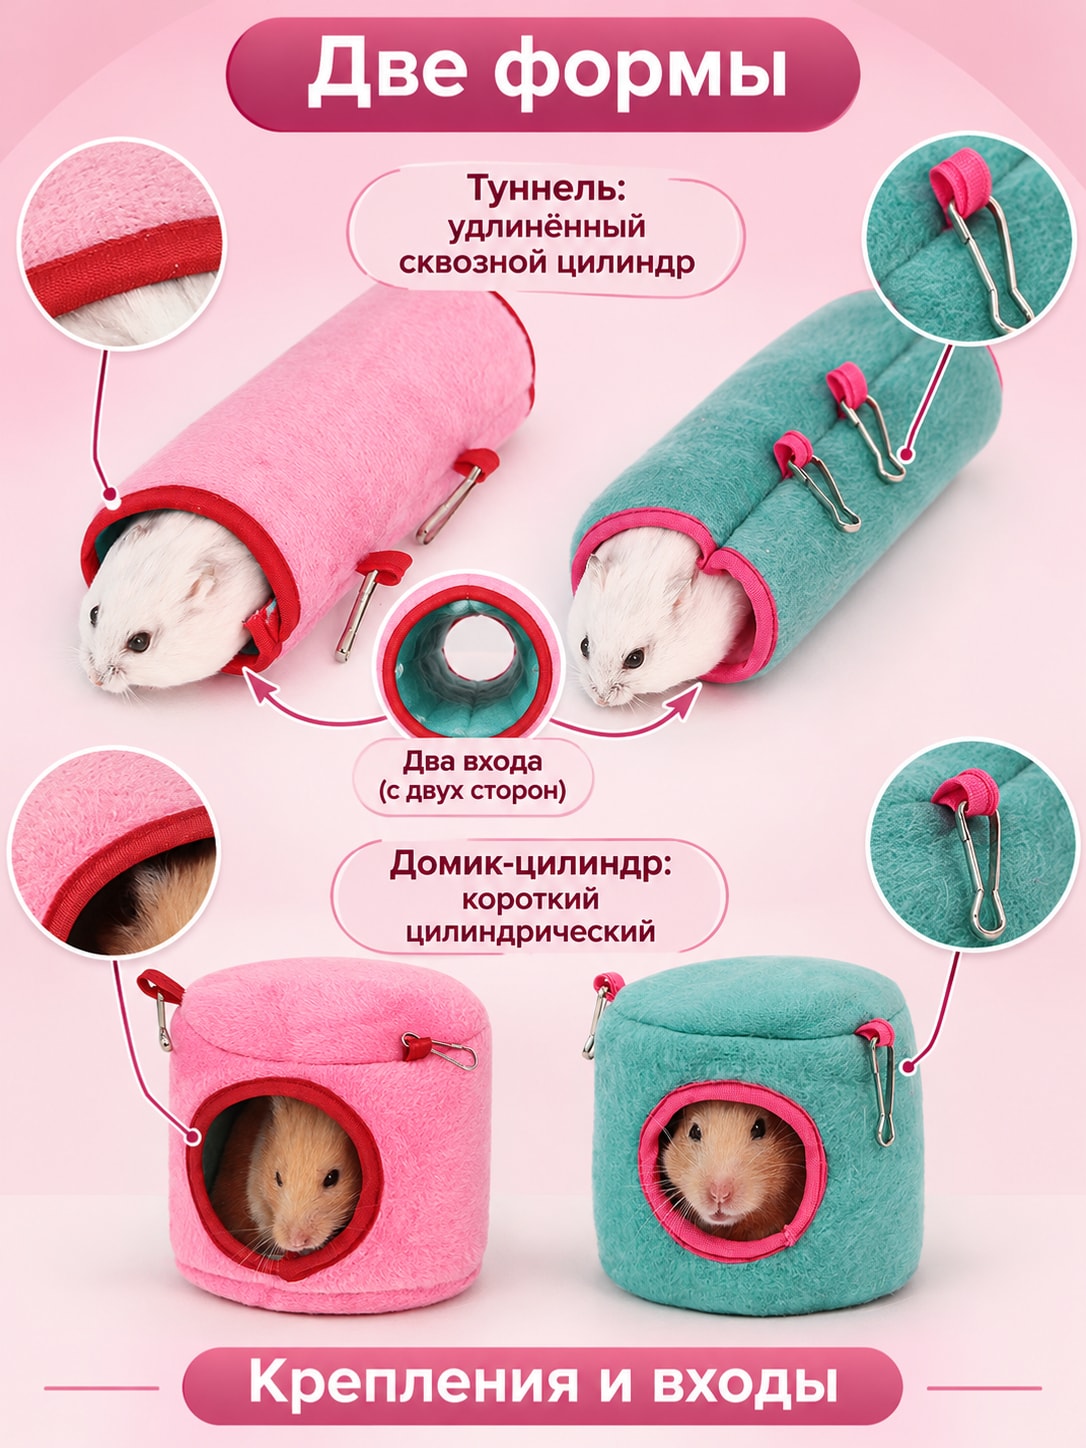 Две формы
Туннель:
удлинённый
сквозной цилиндр
Два входа
(с двух сторон)
Домик-цилиндр:
короткий
цилиндрический
Крепления и входы